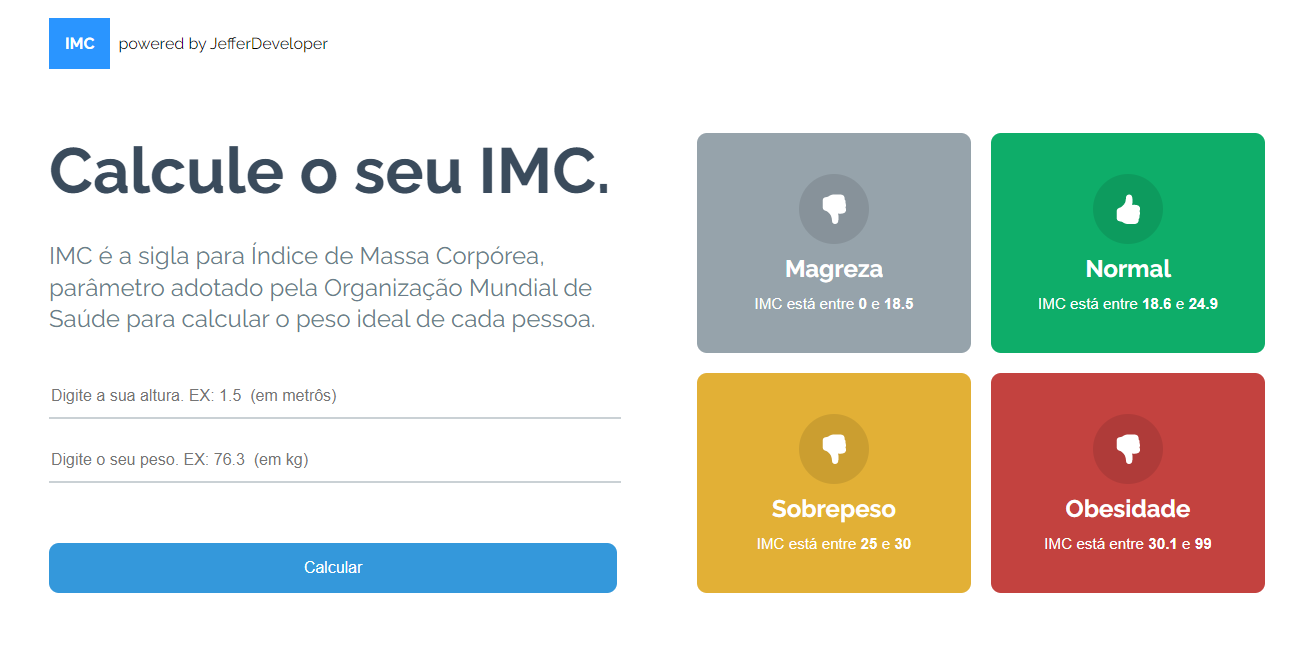 IMC powered by JefferDeveloper
Calcule o seu IMC.
IMC é a sigla para Índice de Massa Corpórea,
parâmetro adotado pela Organização Mundial de
Saúde para calcular o peso ideal de cada pessoa.
Digite a sua altura. EX: 1.5 (em metrôs)
Digite o seu peso. EX: 76.3 (em kg)
Calcular
Magreza
IMC está entre 0 e 18.5
Normal
IMC está entre 18.6 e 24.9
Sobrepeso
IMC está entre 25 e 30
Obesidade
IMC está entre 30.1 e 99